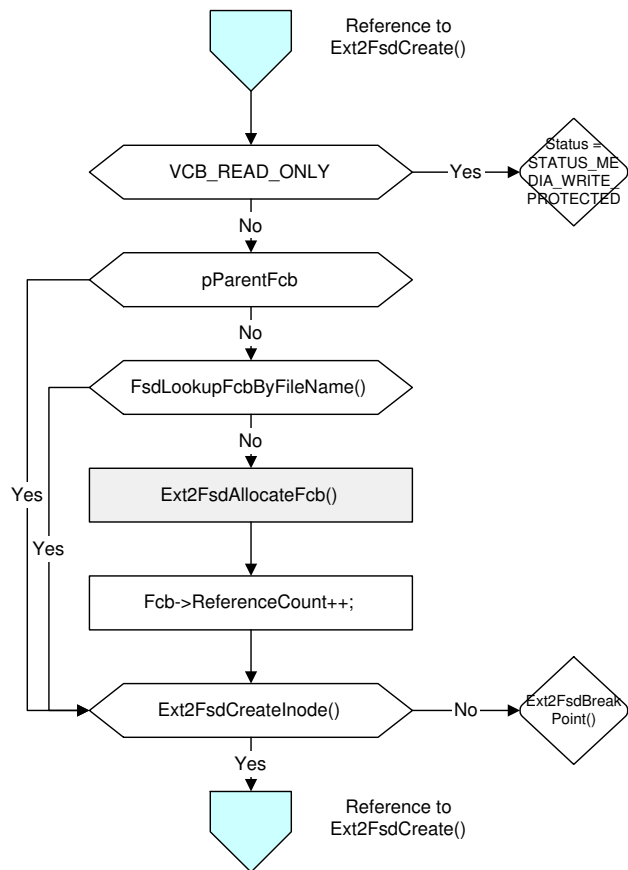 Reference to
Ext2FsdCreate()
VCB_READ_ONLY
Yes
Status =
STATUS_ME
DIA_WRITE_
PROTECTED
No
pParentFcb
No
FsdLookupFcbByFileName()
No
Yes
Ext2FsdAllocateFcb()
Yes
Fcb->ReferenceCount++;
Ext2FsdCreateInode()
No
Ext2FsdBreak
Point()
Yes
Reference to
Ext2FsdCreate()